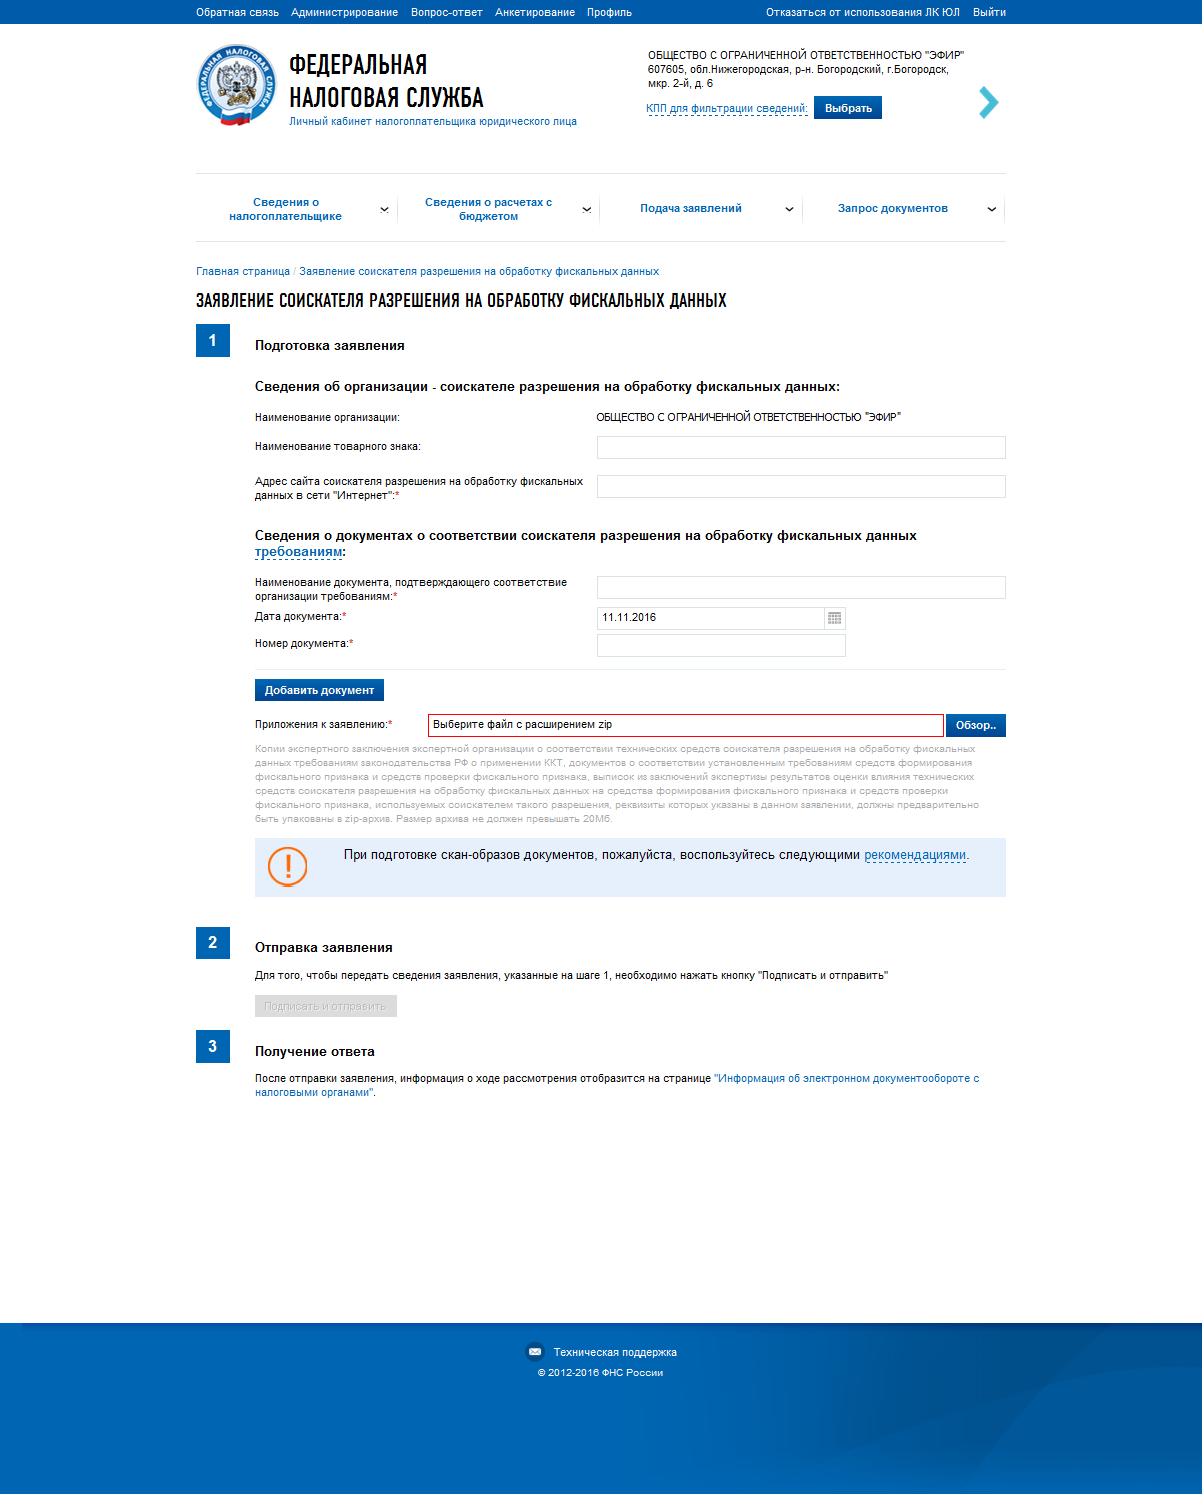 Обратная связь Администрирование Вопрос-ответ Анкетирование Профиль Отказаться от использования ЛК ЮЛ Выйти
ФЕДЕРАЛЬНАЯ НАЛОГОВАЯ СЛУЖБА
ФЕДЕРАЛЬНАЯ
НАЛОГОВАЯ СЛУЖБА
Личный кабинет налогоплательщика юридического лица
ОБЩЕСТВО С ОГРАНИЧЕННОЙ ОТВЕТСТВЕННОСТЬЮ "ЭФИР"
607605, обл.Нижегородская, р-н. Богородский, г.Богородск,
мкр. 2-й, д. 6
КПП для фильтрации сведений: Выбрать
Сведения о
налогоплательщике
Сведения о расчетах с
бюджетом
Подача заявлений
Запрос документов
Главная страница / Заявление соискателя разрешения на обработку фискальных данных
ЗАЯВЛЕНИЕ СОИСКАТЕЛЯ РАЗРЕШЕНИЯ НА ОБРАБОТКУ ФИСКАЛЬНЫХ ДАННЫХ
1 Подготовка заявления
Сведения об организации - соискателе разрешения на обработку фискальных данных:
Наименование организации: ОБЩЕСТВО С ОГРАНИЧЕННОЙ ОТВЕТСТВЕННОСТЬЮ "ЭФИР"
Наименование товарного знака:
Адрес сайта соискателя разрешения на обработку фискальных
данных в сети "Интернет":*
Сведения о документах о соответствии соискателя разрешения на обработку фискальных данных
требованиям:
Наименование документа, подтверждающего соответствие
организации требованиям:*
Дата документа:* 11.11.2016
Номер документа:*
Добавить документ
Приложения к заявлению:* Выберите файл с расширением zip Обзор..
Копии экспертного заключения экспертной организации о соответствии технических средств соискателя разрешения на обработку фискальных
данных требованиям законодательства РФ о применении ККТ, документов о соответствии установленным требованиям средств формирования
фискального признака и средств проверки фискального признака, выписок из заключений экспертизы результатов оценки влияния технических
средств соискателя разрешения на обработку фискальных данных на средства формирования фискального признака и средств проверки
фискального признака, используемых соискателем такого разрешения, реквизиты которых указаны в данном заявлении, должны предварительно
быть упакованы в zip-архив. Размер архива не должен превышать 20Мб.
При подготовке скан-образов документов, пожалуйста, воспользуйтесь следующими рекомендациями.
2 Отправка заявления
Для того, чтобы передать сведения заявления, указанные на шаге 1, необходимо нажать кнопку "Подписать и отправить"
Подписать и отправить
3 Получение ответа
После отправки заявления, информация о ходе рассмотрения отобразится на странице "Информация об электронном документообороте с
налоговыми органами".
Техническая поддержка
© 2012-2016 ФНС России